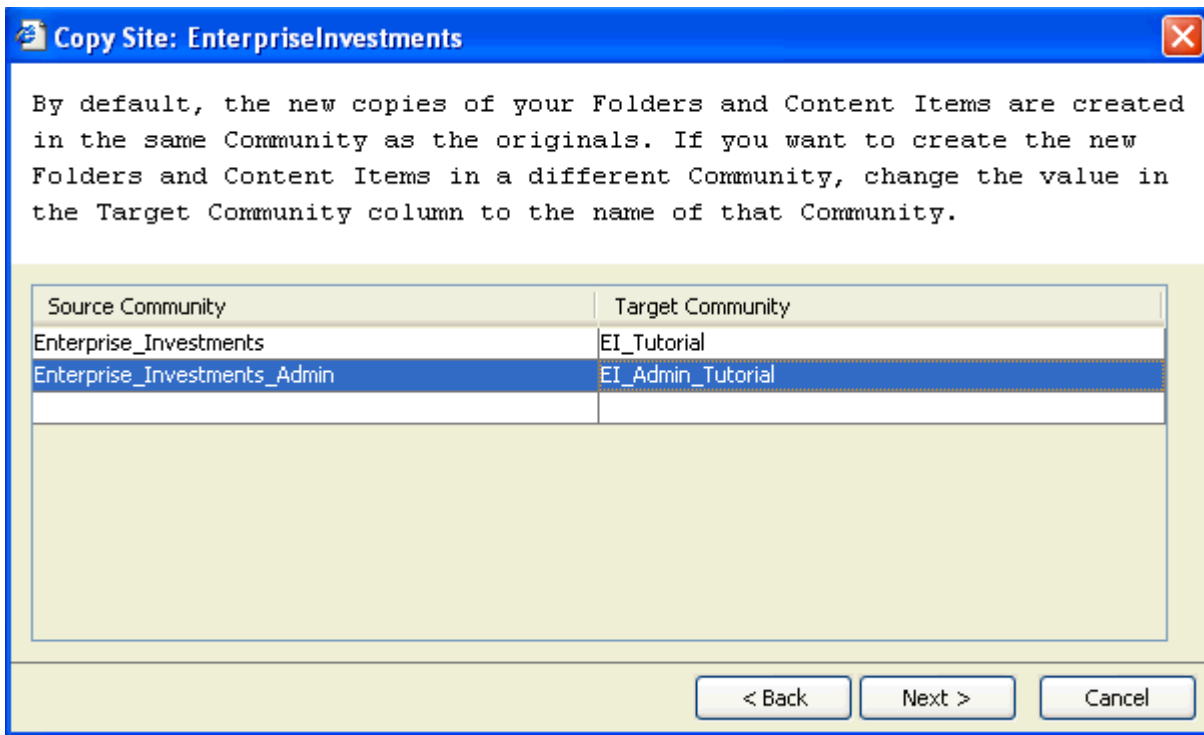 Copy Site: EnterpriseInvestments
By default, the new copies of your Folders and Content Items are created
in the same Community as the originals. If you want to create the new
Folders and Content Items in a different Community, change the value in
the Target Community column to the name of that Community.
Source Community Target Community
Enterprise_Investments EI_Tutorial
Enterprise_Investments_Admin EI_Admin_Tutorial
< Back Next > Cancel